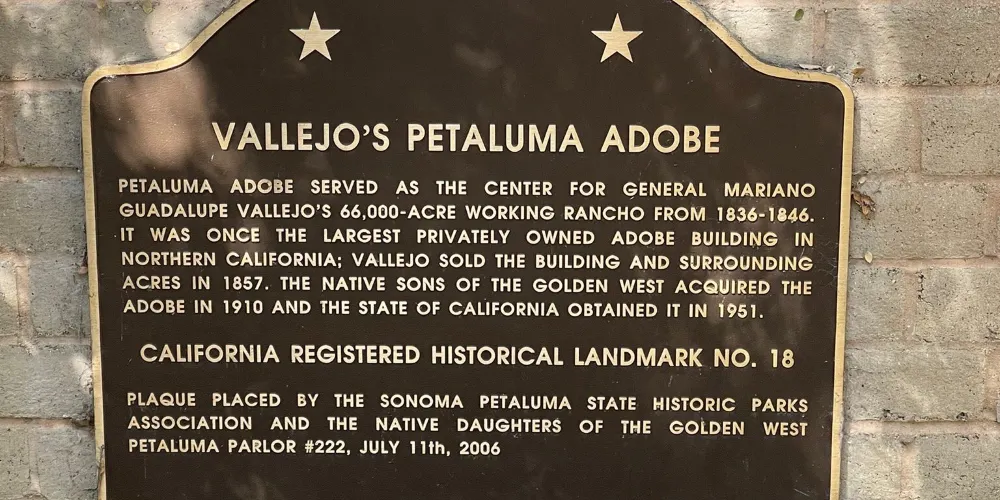 VALLEJO'S PETALUMA ADOBE
PETALUMA ADOBE SERVED AS THE CENTER FOR GENERAL MARIANO
GUADALUPE VALLEJO'S 66,000-ACRE WORKING RANCHO FROM 1836-1846.
IT WAS ONCE THE LARGEST PRIVATELY OWNED ADOBE BUILDING IN
NORTHERN CALIFORNIA; VALLEJO SOLD THE BUILDING AND SURROUNDING
ACRES IN 1857. THE NATIVE SONS OF THE GOLDEN WEST ACQUIRED THE
ADOBE IN 1910 AND THE STATE OF CALIFORNIA OBTAINED IT IN 1951.
CALIFORNIA REGISTERED HISTORICAL LANDMARK NO. 18
PLAQUE PLACED BY THE SONOMA PETALUMA STATE HISTORIC PARKS
ASSOCIATION AND THE NATIVE DAUGHTERS OF THE GOLDEN WEST
PETALUMA PARLOR #222, JULY 11th, 2006